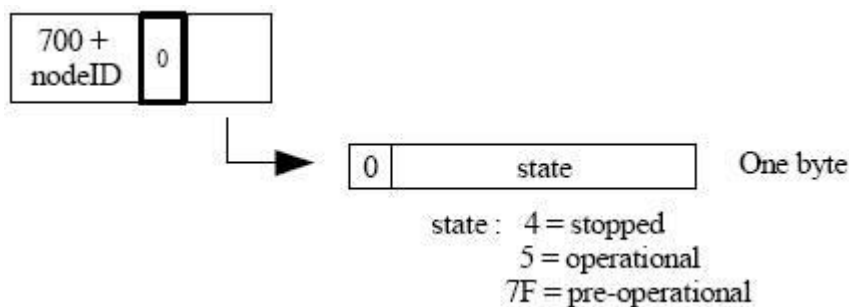 700 +
nodeID
0
0
state
One byte
state : 4 = stopped
5 = operational
7F = pre-operational